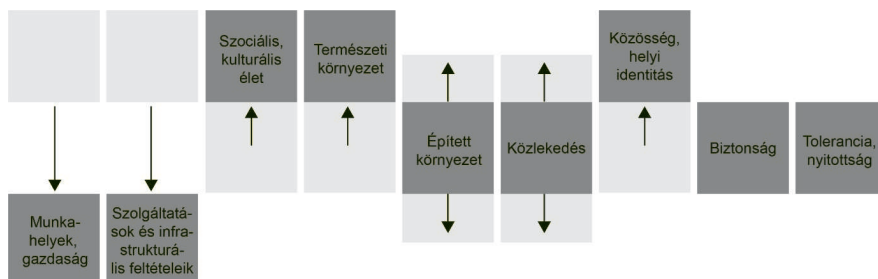 Szociális,
kulturális
élet
Természeti
környezet
Közösség,
helyi
identitás
Épített
környezet
Közlekedés
Biztonság
Tolerancia,
nyitottság
Munka-
helyek,
gazdaság
Szolgáltatá-
sok és infra-
strukturá-
lis feltételeik